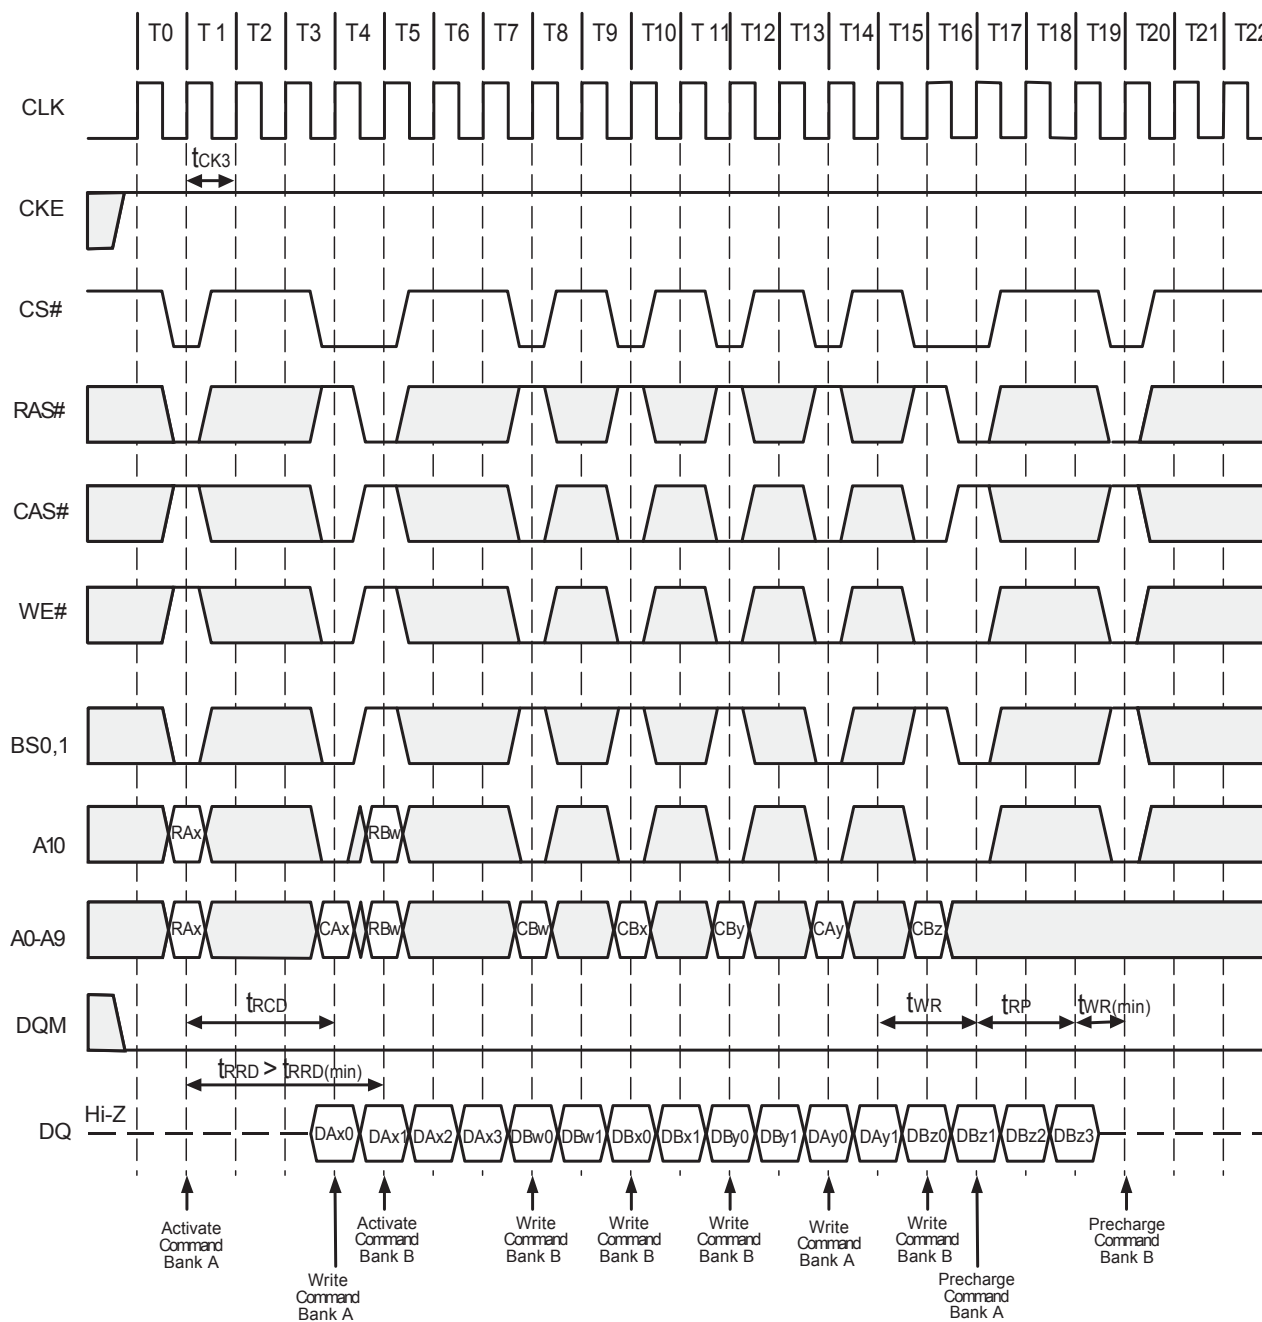 T0 T 1 T2 T3 T4 T5 T6 T7 T8 T9 T10 T 11 T12 T13 T14 T15 T16 T17 T18 T19 T20 T21 T22
CLK
tCK3
CKE
CS#
RAS#
CAS#
WE#
BS0,1
A10
RAx RBw
A0-A9
RAx CAx RBw CBw CBx CBy CAy CBz
DQM
tRCD tWR tRP tWR(min)
tRRD > tRRD(min)
Hi-Z
DQ
DAx0 DAx1 DAx2 DAx3 DBw0 DBw1 DBx0 DBx1 DBy0 DBy1 DAy0 DAy1 DBz0 DBz1 DBz2 DBz3
Activate
Command
Bank A
Write
Command
Bank A
Activate
Command
Bank B
Write
Command
Bank B
Write
Command
Bank B
Write
Command
Bank B
Write
Command
Bank A
Write
Command
Bank B
Precharge
Command
Bank A
Precharge
Command
Bank B